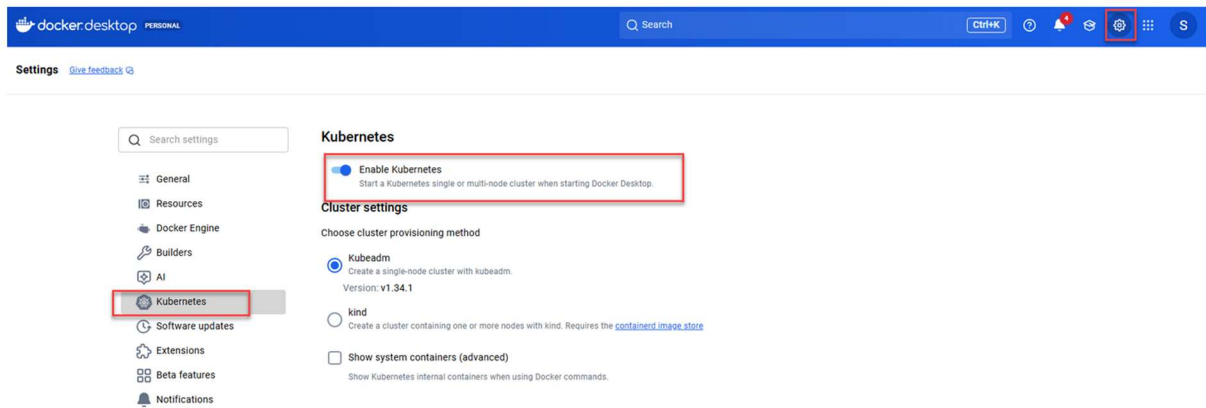 docker.desktop PERSONAL
Search
Ctrl+K
4
S
Settings Give feedback
Search settings
General
Resources
Docker Engine
Builders
AI
Kubernetes
Software updates
Extensions
Beta features
Notifications
Kubernetes
Enable Kubernetes
Start a Kubernetes single or multi-node cluster when starting Docker Desktop.
Cluster settings
Choose cluster provisioning method
Kubeadm
Create a single-node cluster with kubeadm.
Version: v1.34.1
kind
Create a cluster containing one or more nodes with kind. Requires the containerd image store
Show system containers (advanced)
Show Kubernetes internal containers when using Docker commands.